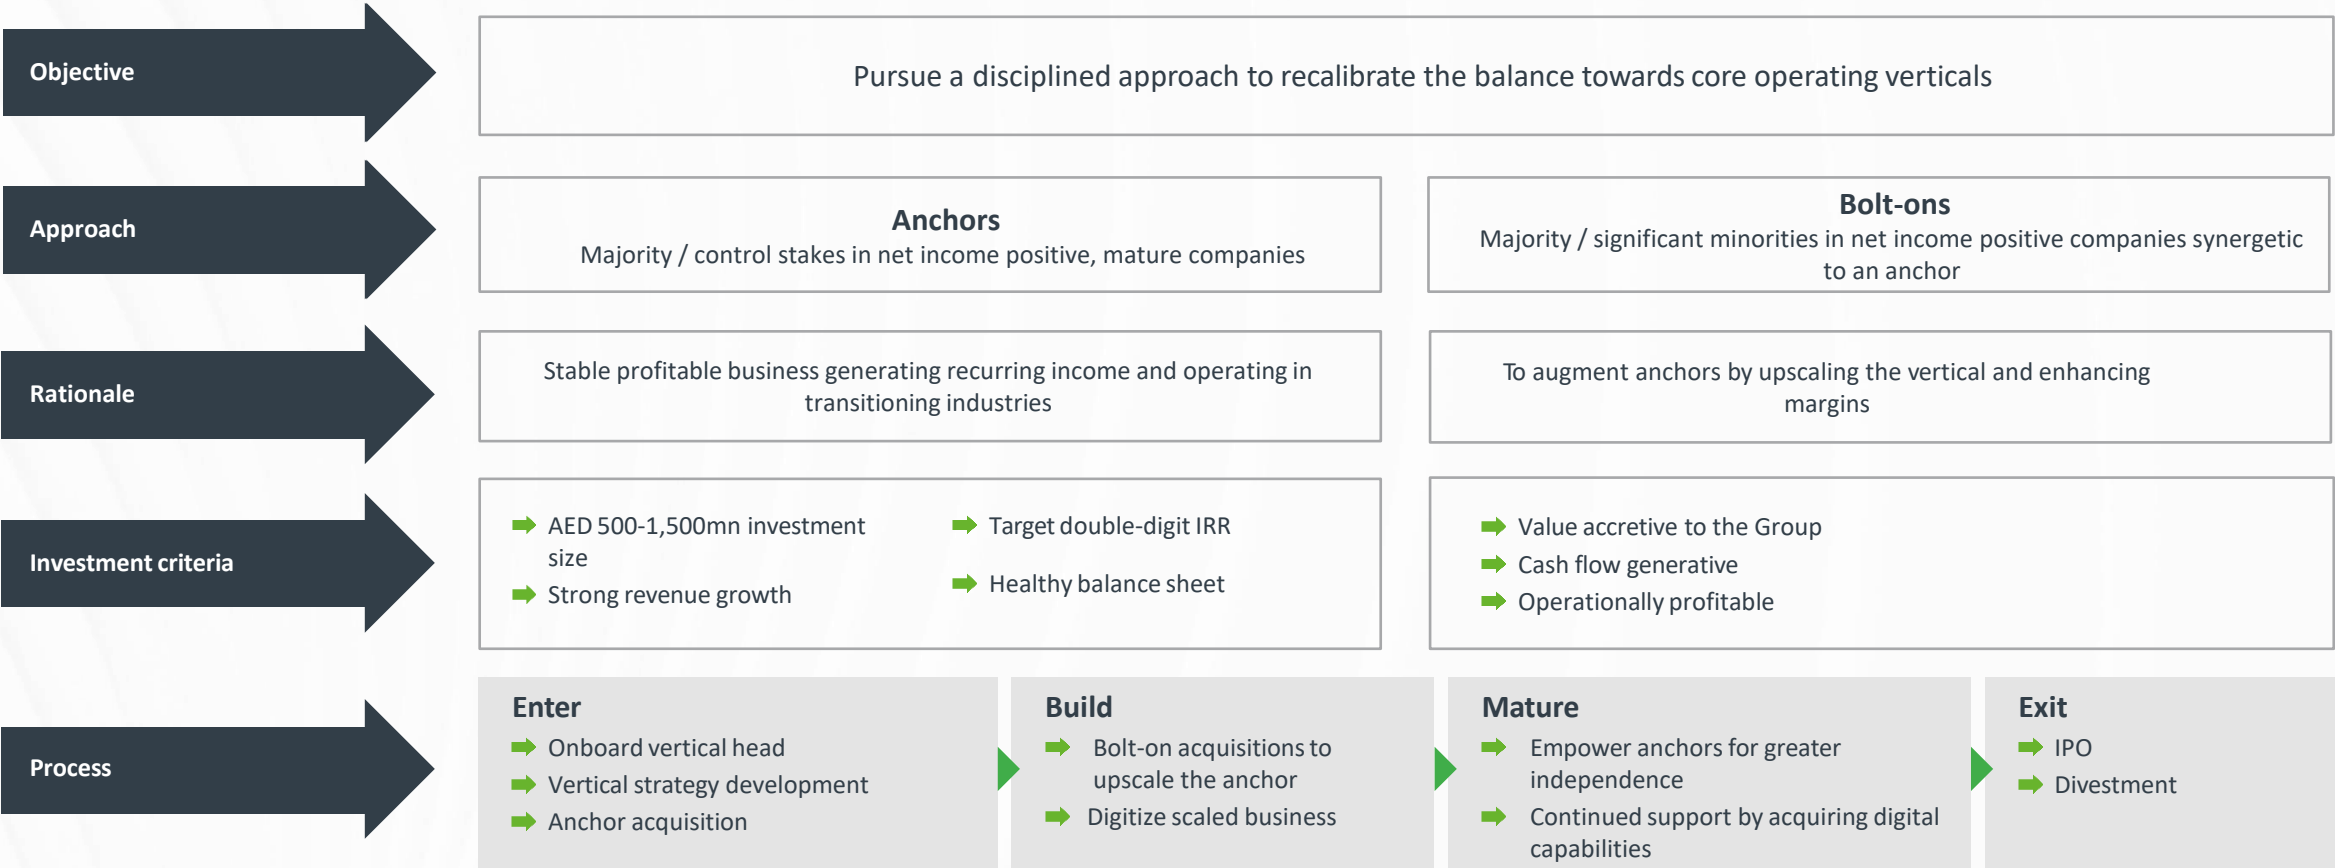 Objective
Pursue a disciplined approach to recalibrate the balance towards core operating verticals
Approach
Anchors
Majority / control stakes in net income positive, mature companies
Bolt-ons
Majority / significant minorities in net income positive companies synergetic
to an anchor
Rationale
Stable profitable business generating recurring income and operating in
transitioning industries
To augment anchors by upscaling the vertical and enhancing
margins
Investment criteria
AED 500-1,500mn investment
size
Strong revenue growth
Target double-digit IRR
Healthy balance sheet
Value accretive to the Group
Cash flow generative
Operationally profitable
Process
Enter
Onboard vertical head
Vertical strategy development
Anchor acquisition
Build
Bolt-on acquisitions to
upscale the anchor
Digitize scaled business
Mature
Empower anchors for greater
independence
Continued support by acquiring digital
capabilities
Exit
IPO
Divestment